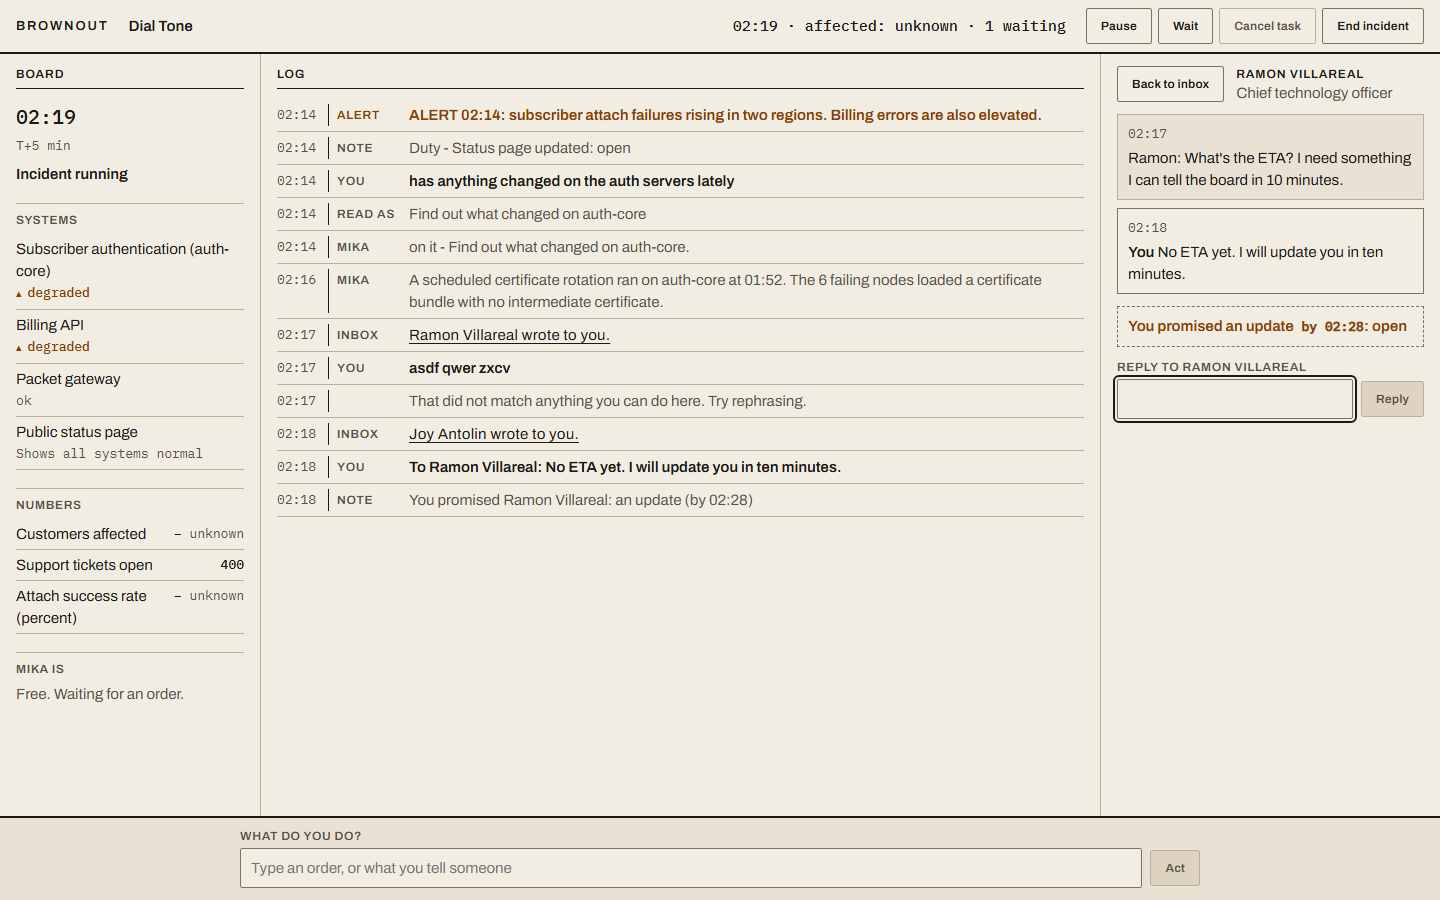 BROWNOUT Dial Tone
02:19 · affected: unknown · 1 waiting
Pause Wait Cancel task End incident
BOARD
02:19
T+5 min
Incident running
SYSTEMS
Subscriber authentication (auth-
core)
▲ degraded
Billing API
▲ degraded
Packet gateway
ok
Public status page
Shows all systems normal
NUMBERS
Customers affected – unknown
Support tickets open 400
Attach success rate – unknown
(percent)
MIKA IS
Free. Waiting for an order.
LOG
02:14 ALERT ALERT 02:14: subscriber attach failures rising in two regions. Billing errors are also elevated.
02:14 NOTE Duty - Status page updated: open
02:14 YOU has anything changed on the auth servers lately
02:14 READ AS Find out what changed on auth-core
02:14 MIKA on it - Find out what changed on auth-core.
02:16 MIKA A scheduled certificate rotation ran on auth-core at 01:52. The 6 failing nodes loaded a certificate
bundle with no intermediate certificate.
02:17 INBOX Ramon Villareal wrote to you.
02:17 YOU asdf qwer zxcv
02:17 That did not match anything you can do here. Try rephrasing.
02:18 INBOX Joy Antolin wrote to you.
02:18 YOU To Ramon Villareal: No ETA yet. I will update you in ten minutes.
02:18 NOTE You promised Ramon Villareal: an update (by 02:28)
Back to inbox
RAMON VILLAREAL
Chief technology officer
02:17
Ramon: What's the ETA? I need something
I can tell the board in 10 minutes.
02:18
You No ETA yet. I will update you in ten
minutes.
You promised an update by 02:28: open
REPLY TO RAMON VILLAREAL
Reply
WHAT DO YOU DO?
Type an order, or what you tell someone
Act